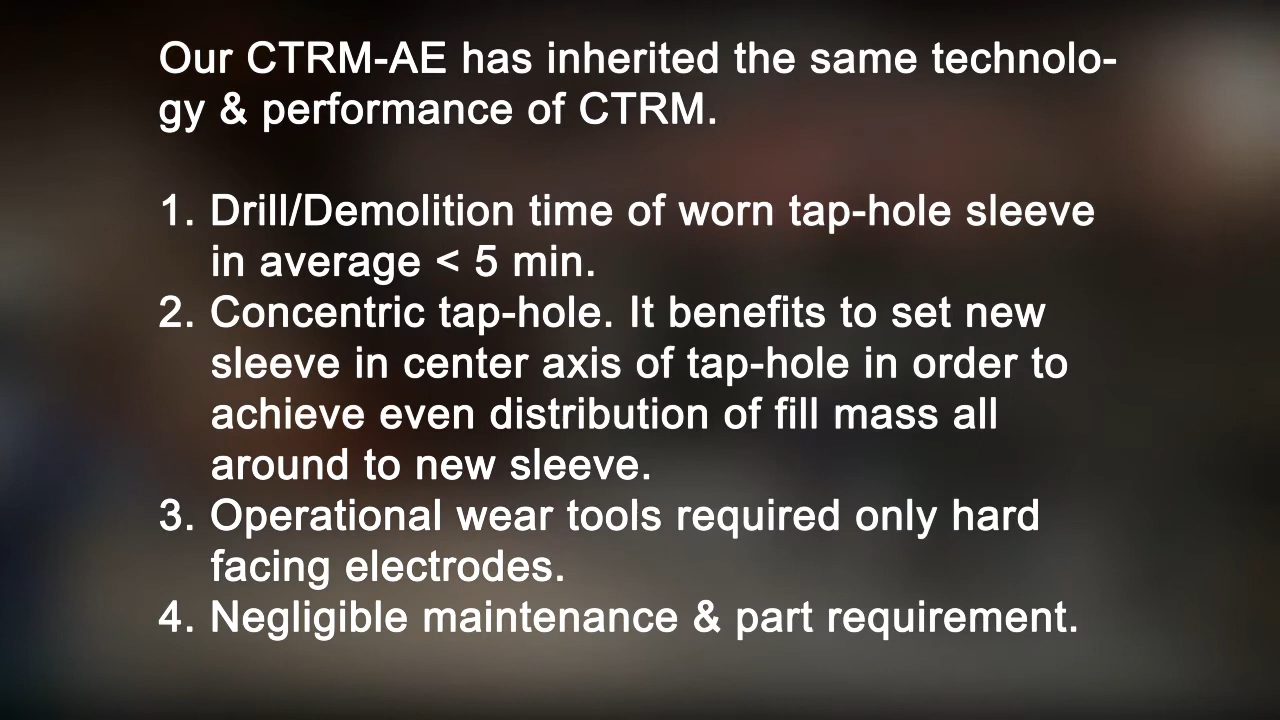 Our CTRM-AE has inherited the same technolo-
gy & performance of CTRM.
1. Drill/Demolition time of worn tap-hole sleeve
in average < 5 min.
2. Concentric tap-hole. It benefits to set new
sleeve in center axis of tap-hole in order to
achieve even distribution of fill mass all
around to new sleeve.
3. Operational wear tools required only hard
facing electrodes.
4. Negligible maintenance & part requirement.